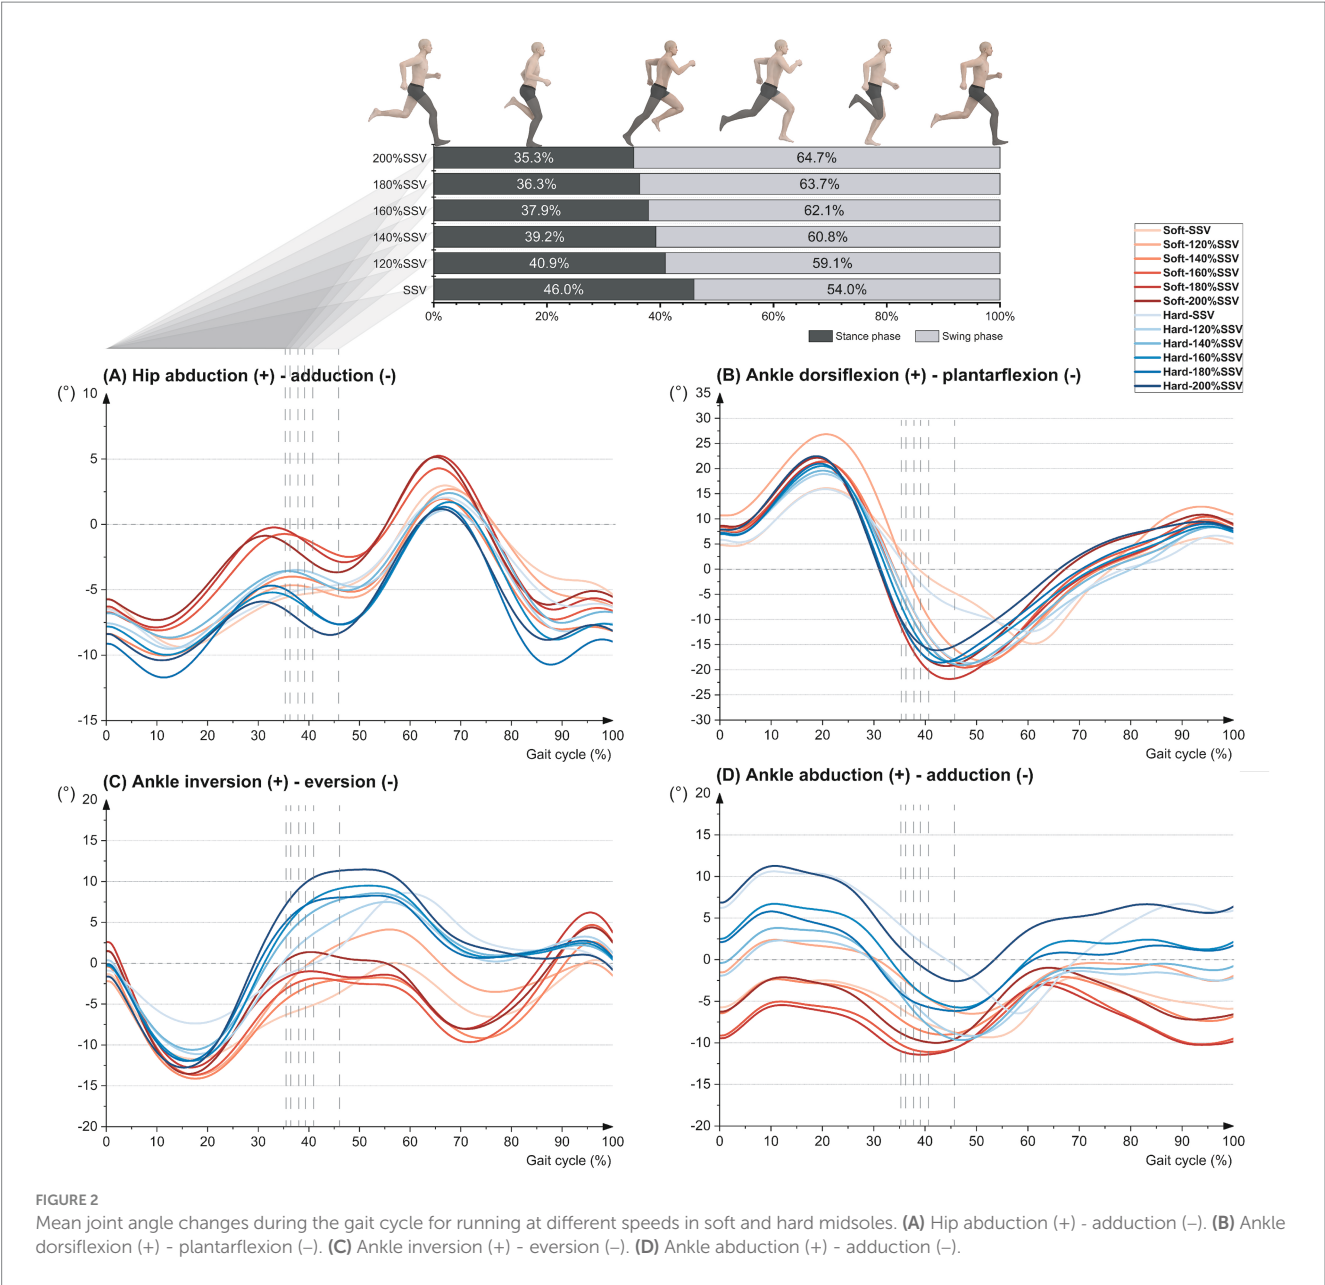 200%SSV 35.3% 64.7%
180%SSV 36.3% 63.7%
160%SSV 37.9% 62.1%
140%SSV 39.2% 60.8%
120%SSV 40.9% 59.1%
SSV 46.0% 54.0%
0% 20% 40% 60% 80% 100%
Stance phase Swing phase
Soft-SSV
Soft-120%SSV
Soft-140%SSV
Soft-160%SSV
Soft-180%SSV
Soft-200%SSV
Hard-SSV
Hard-120%SSV
Hard-140%SSV
Hard-160%SSV
Hard-180%SSV
Hard-200%SSV
(A) Hip abduction (+) - adduction (-)
(°)
10
5
0
-5
-10
-15
0 10 20 30 40 50 60 70 80 90 100
Gait cycle (%)
(B) Ankle dorsiflexion (+) - plantarflexion (-)
(°)
35
30
25
20
15
10
5
0
-5
-10
-15
-20
-25
-30
0 10 20 30 40 50 60 70 80 90 100
Gait cycle (%)
(C) Ankle inversion (+) - eversion (-)
(°)
20
15
10
5
0
-5
-10
-15
-20
0 10 20 30 40 50 60 70 80 90 100
Gait cycle (%)
(D) Ankle abduction (+) - adduction (-)
(°)
20
15
10
5
0
-5
-10
-15
-20
0 10 20 30 40 50 60 70 80 90 100
Gait cycle (%)
FIGURE 2
Mean joint angle changes during the gait cycle for running at different speeds in soft and hard midsoles. (A) Hip abduction (+) - adduction (–). (B) Ankle
dorsiflexion (+) - plantarflexion (–). (C) Ankle inversion (+) - eversion (–). (D) Ankle abduction (+) - adduction (–).